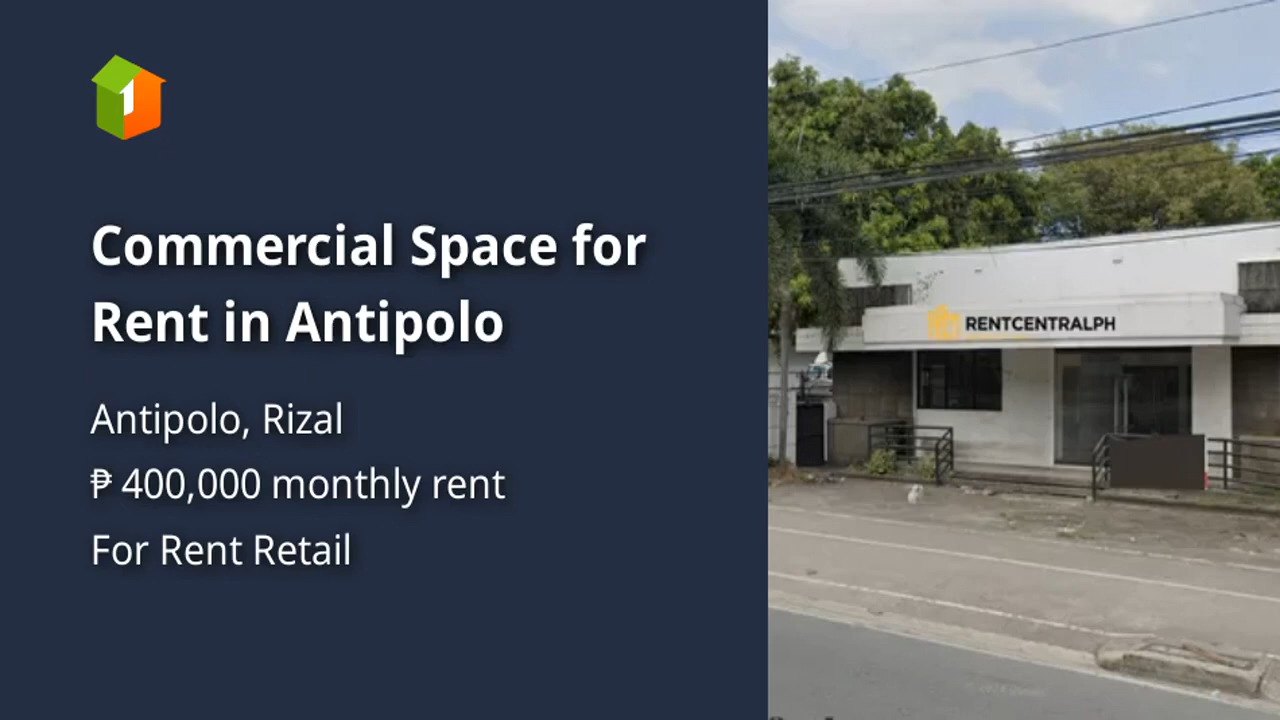 Commercial Space for
Rent in Antipolo
Antipolo, Rizal
₱ 400,000 monthly rent
For Rent Retail
RENTCENTRALPH